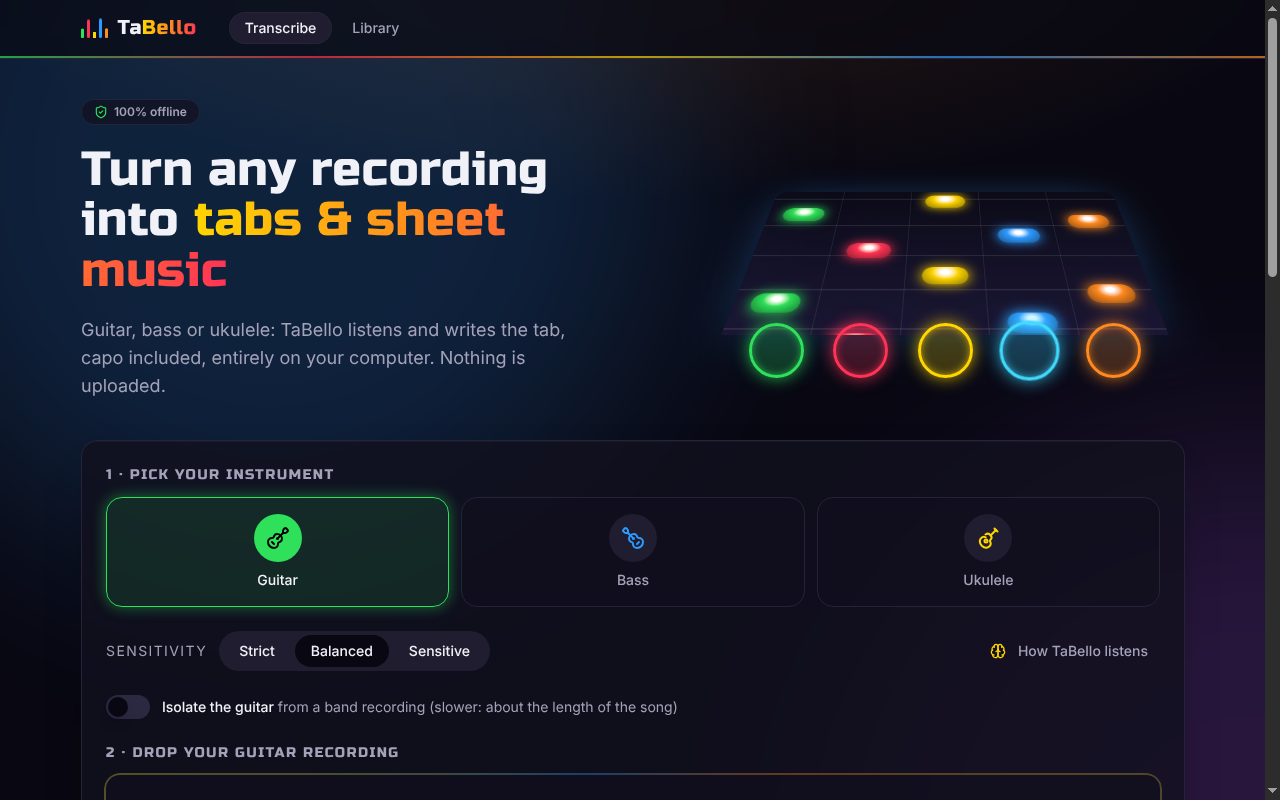 TaBello
Transcribe
Library
100% offline
Turn any recording
into tabs & sheet
music
Guitar, bass or ukulele: TaBello listens and writes the tab,
capo included, entirely on your computer. Nothing is
uploaded.
1 · PICK YOUR INSTRUMENT
Guitar
Bass
Ukulele
SENSITIVITY
Strict
Balanced
Sensitive
How TaBello listens
Isolate the guitar from a band recording (slower: about the length of the song)
2 · DROP YOUR GUITAR RECORDING